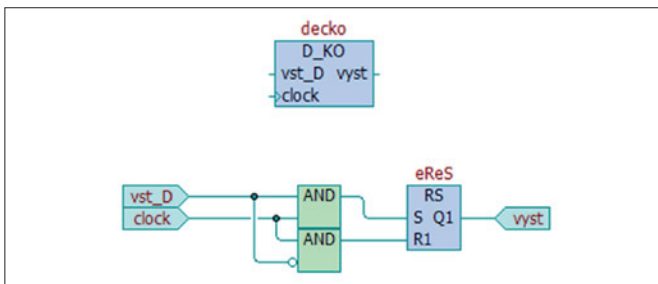 decko
D_KO
vst_D vyst
clock
eReS
vst_D AND RS
clock S Q1 vyst
AND R1